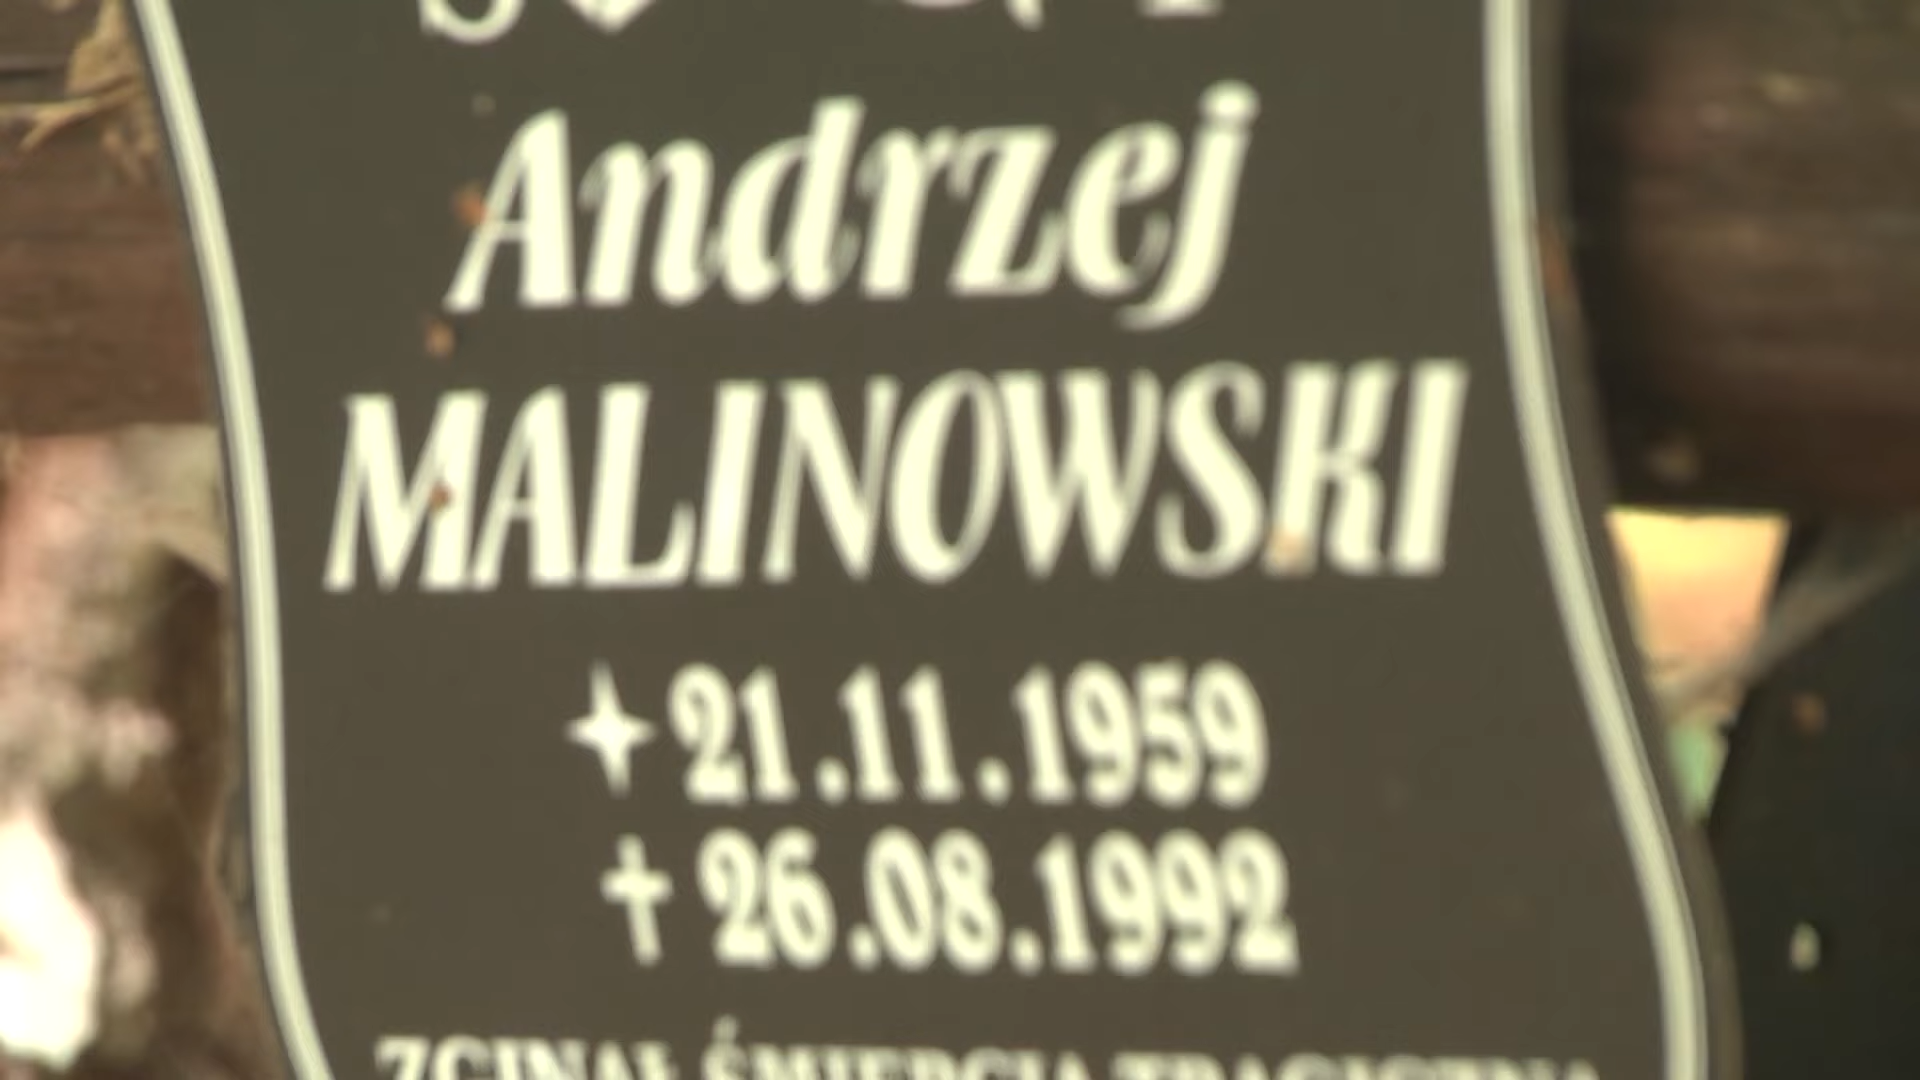 Andrzej
MALINOWSKI
21.11.1959
† 26.08.1992
ZGINĄŁ ŚMIERCIĄ TRAGICZNĄ